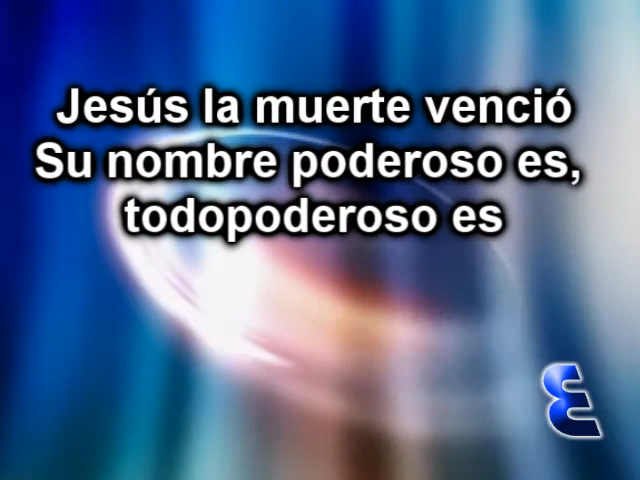 Jesús la muerte venció
Su nombre poderoso es,
todopoderoso es